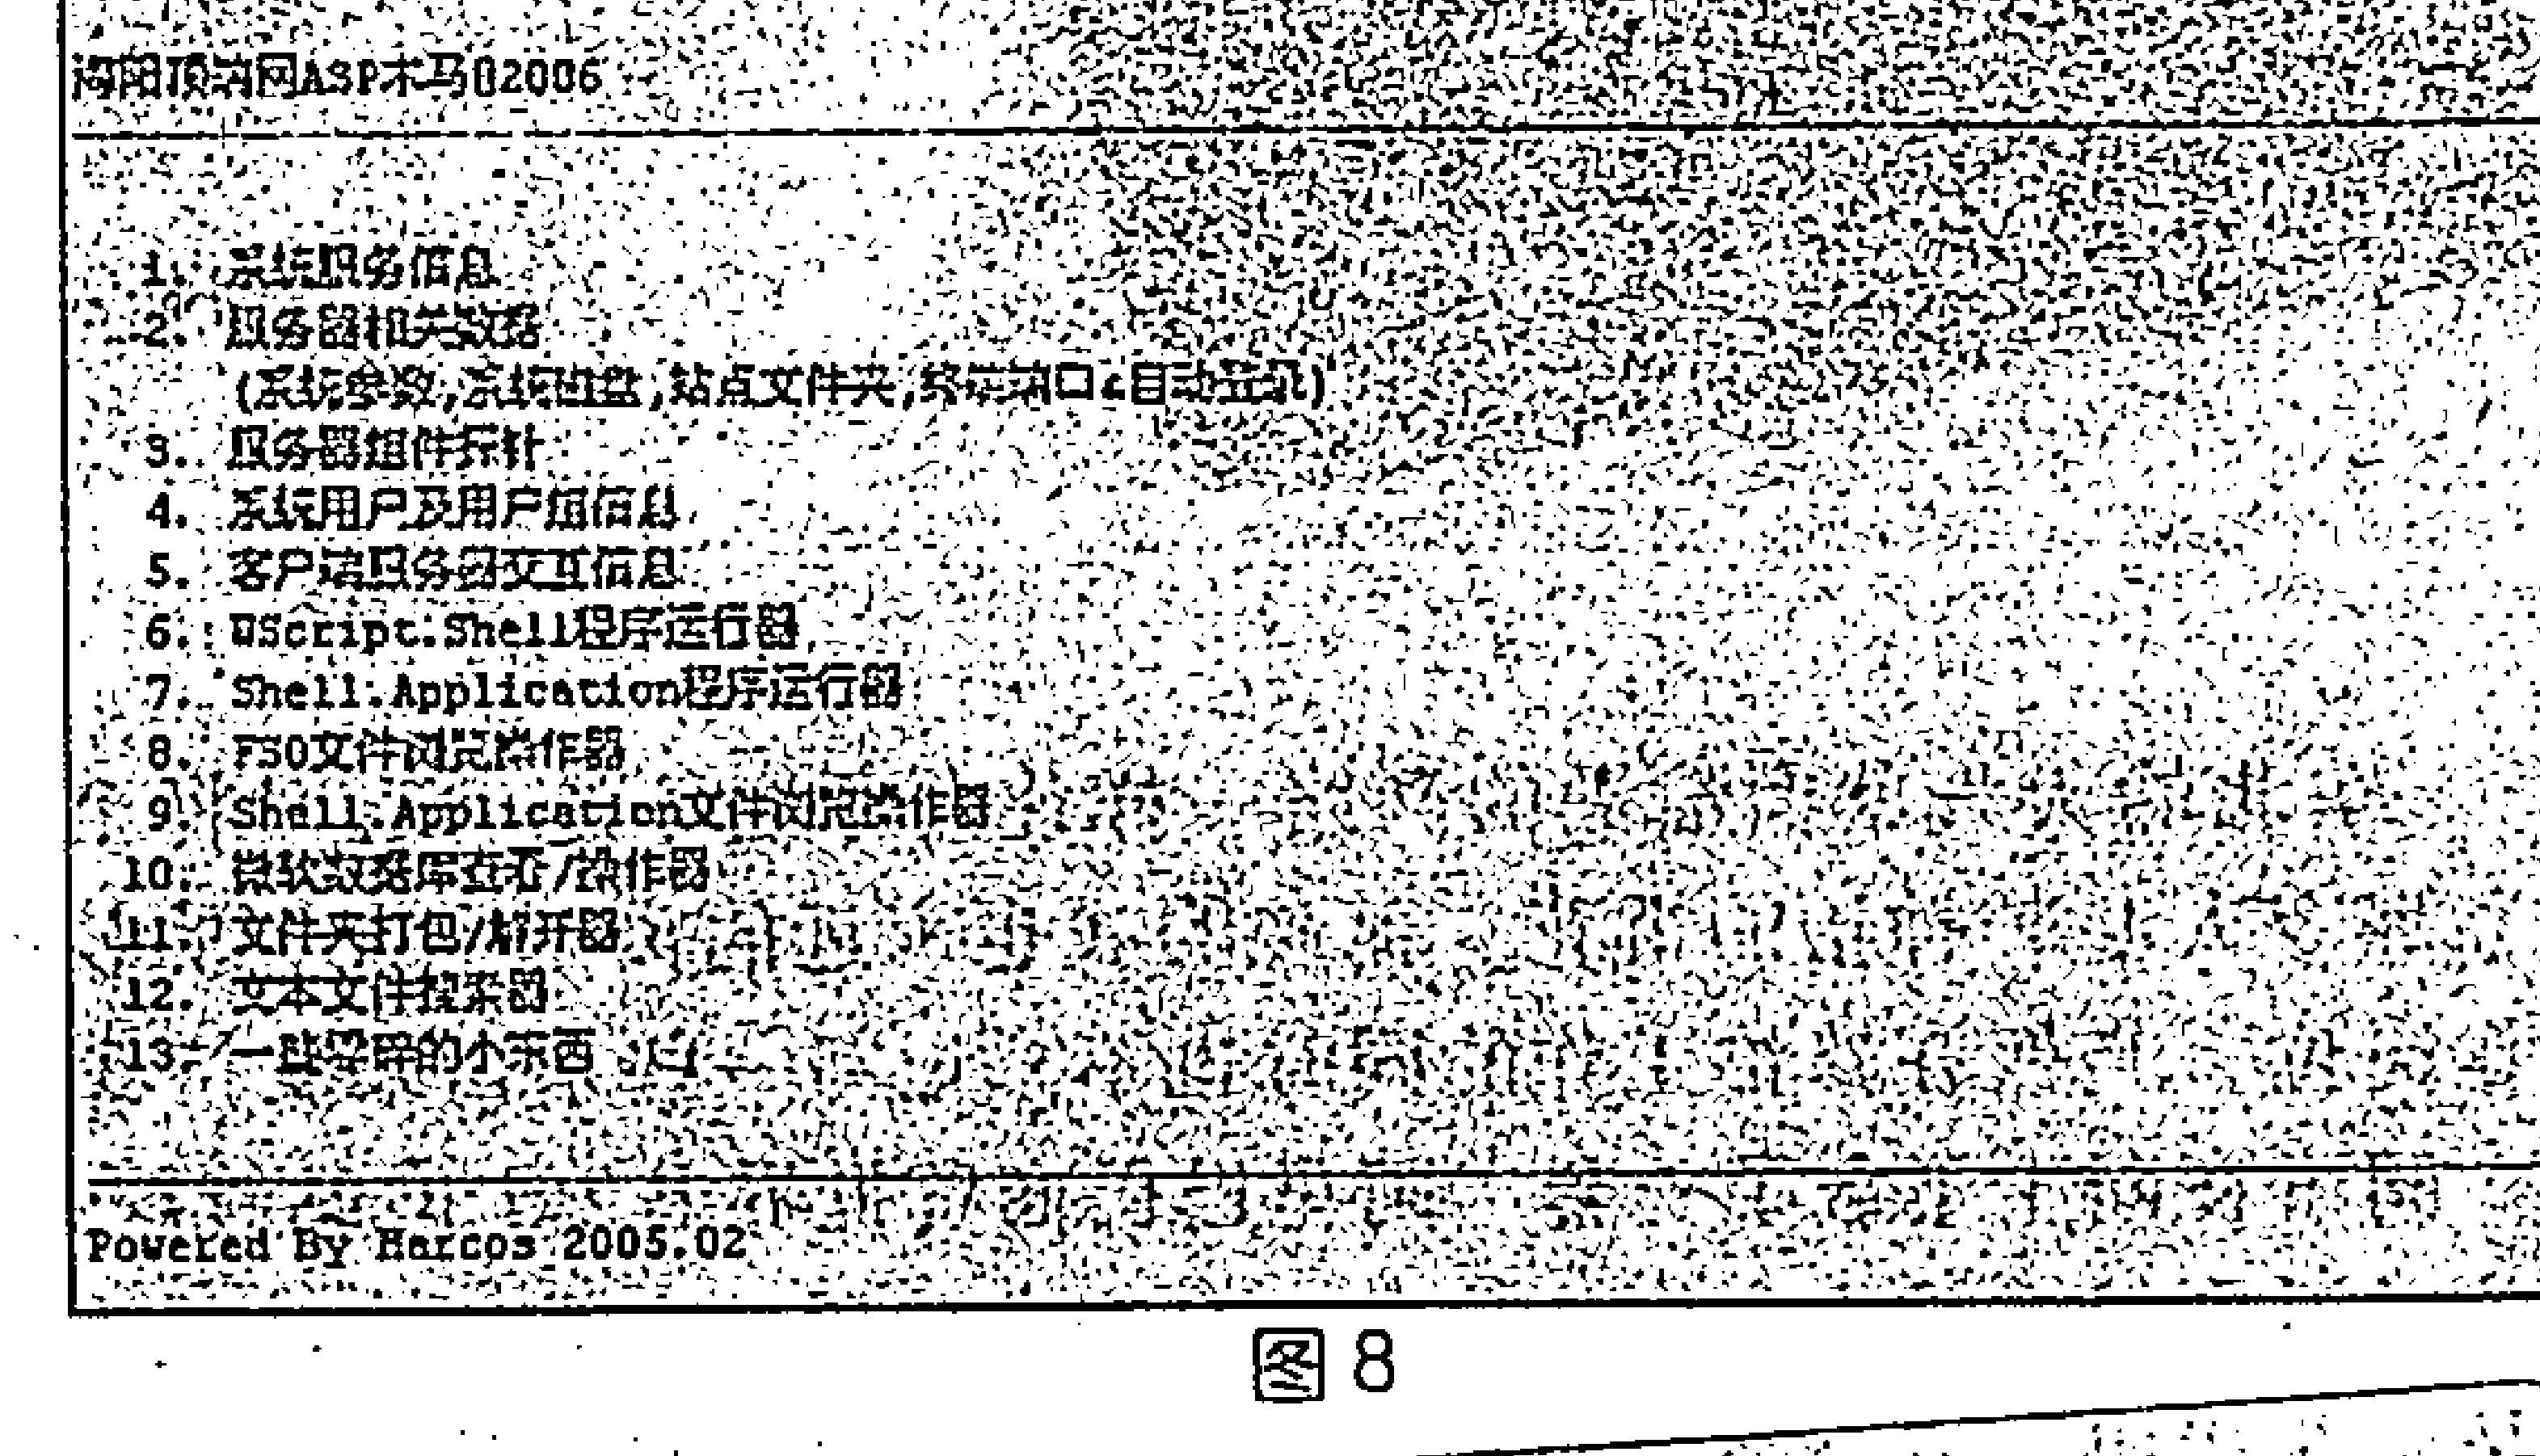 海阳顶端网ASP木马@2006
1. 系统服务信息
2. 服务器相关数据
(系统参数,系统磁盘,站点文件夹,终端端口&自动登录)
3. 服务器组件探针
4. 系统用户及用户组信息
5. 客户端服务器交互信息
6. WScript.Shell程序运行器
7. Shell.Application程序运行器
8. FSO文件浏览操作器
9. Shell.Application文件浏览操作器
10. 微软数据库查看/操作器
11. 文件夹打包/解开器
12. 文本文件搜索器
13. 一些零碎的小东西
Powered By Marcos 2005.02
图 8